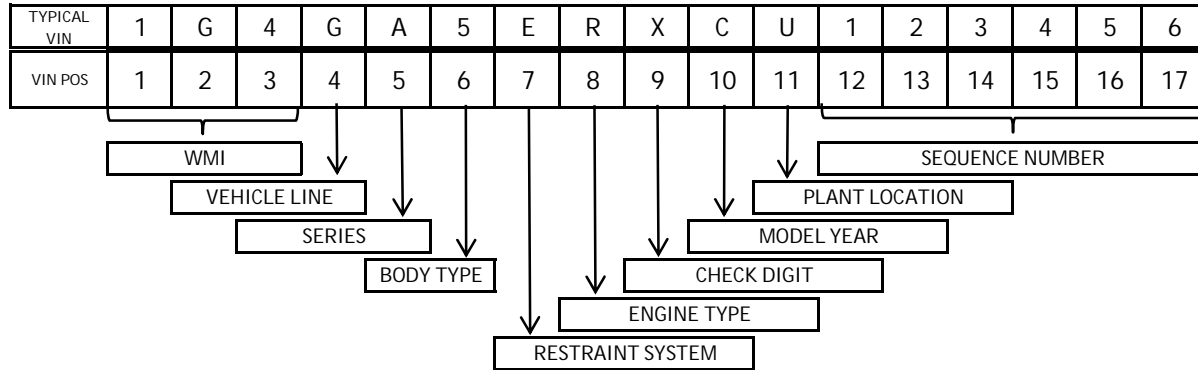 TYPICAL VIN 1 G 4 G A 5 E R X C U 1 2 3 4 5 6
VIN POS 1 2 3 4 5 6 7 8 9 10 11 12 13 14 15 16 17
WMI SEQUENCE NUMBER
VEHICLE LINE PLANT LOCATION
SERIES MODEL YEAR
BODY TYPE CHECK DIGIT
ENGINE TYPE
RESTRAINT SYSTEM